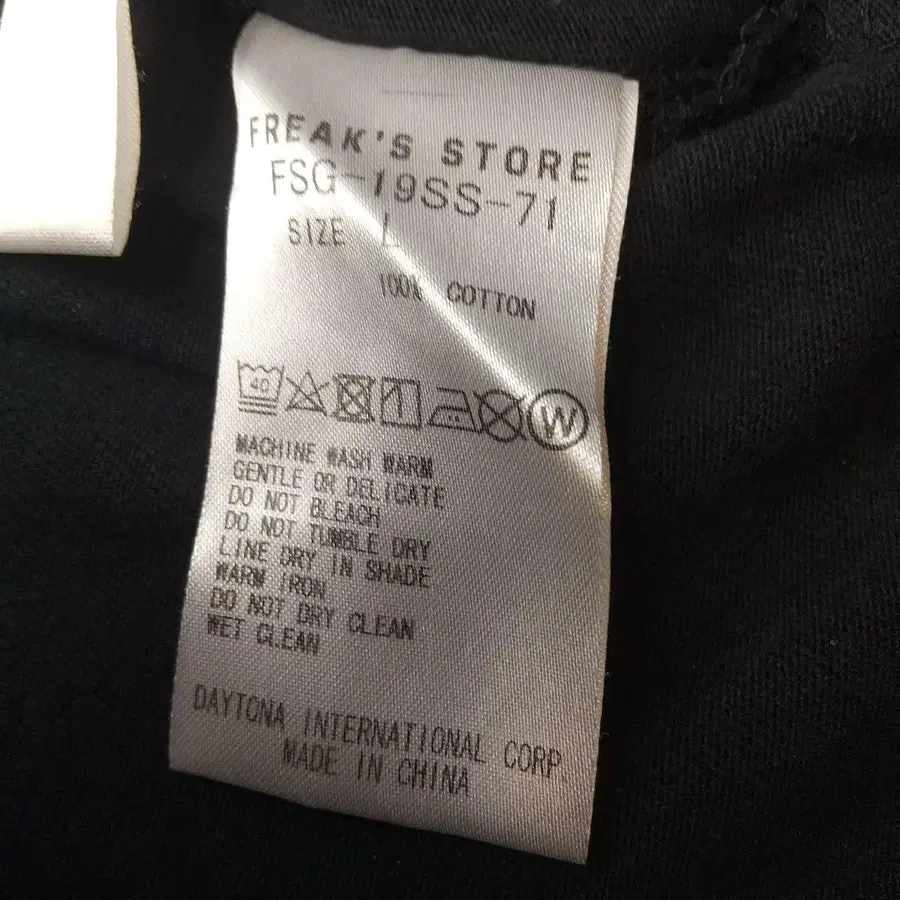 FREAK'S STORE
FSG-19SS-71
SIZE L
100% COTTON
40 W
MACHINE WASH WARM
GENTLE OR DELICATE
DO NOT BLEACH
DO NOT TUMBLE DRY
LINE DRY IN SHADE
WARM IRON
DO NOT DRY CLEAN
WET CLEAN
DAYTONA INTERNATIONAL CORP.
MADE IN CHINA